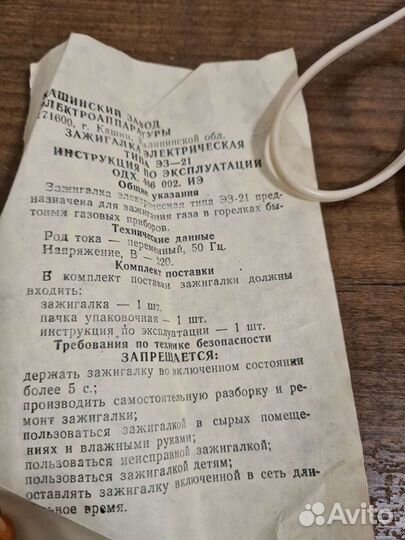 КАШИНСКИЙ ЗАВОД
ЭЛЕКТРОАППАРАТУРЫ
171600, г. Кашин, Калининской обл.
ЗАЖИГАЛКА ЭЛЕКТРИЧЕСКАЯ
ТИПА ЭЗ—21
ИНСТРУКЦИЯ ПО ЭКСПЛУАТАЦИИ
ОДХ. 466 002. ИЭ
Общие указания
Зажигалка электрическая типа ЭЗ-21 пред-
назначена для зажигания газа в горелках бы-
товым газовых приборов.
Технические данные
Род тока — переменный, 50 Гц.
Напряжение, В — 220.
Комплект поставки
В комплект поставки зажигалки должны
входить:
зажигалка — 1 шт.
пачка упаковочная — 1 шт.
инструкция по эксплуатации — 1 шт.
Требования по технике безопасности
ЗАПРЕЩАЕТСЯ:
держать зажигалку во включенном состоянии
более 5 с.;
производить самостоятельную разборку и ре-
монт зажигалки;
пользоваться зажигалкой в сырых помеще-
ниях и влажными руками;
пользоваться неисправной зажигалкой;
пользоваться зажигалкой детям;
оставлять зажигалку включенной в сеть дли-
тельное время.
Avito